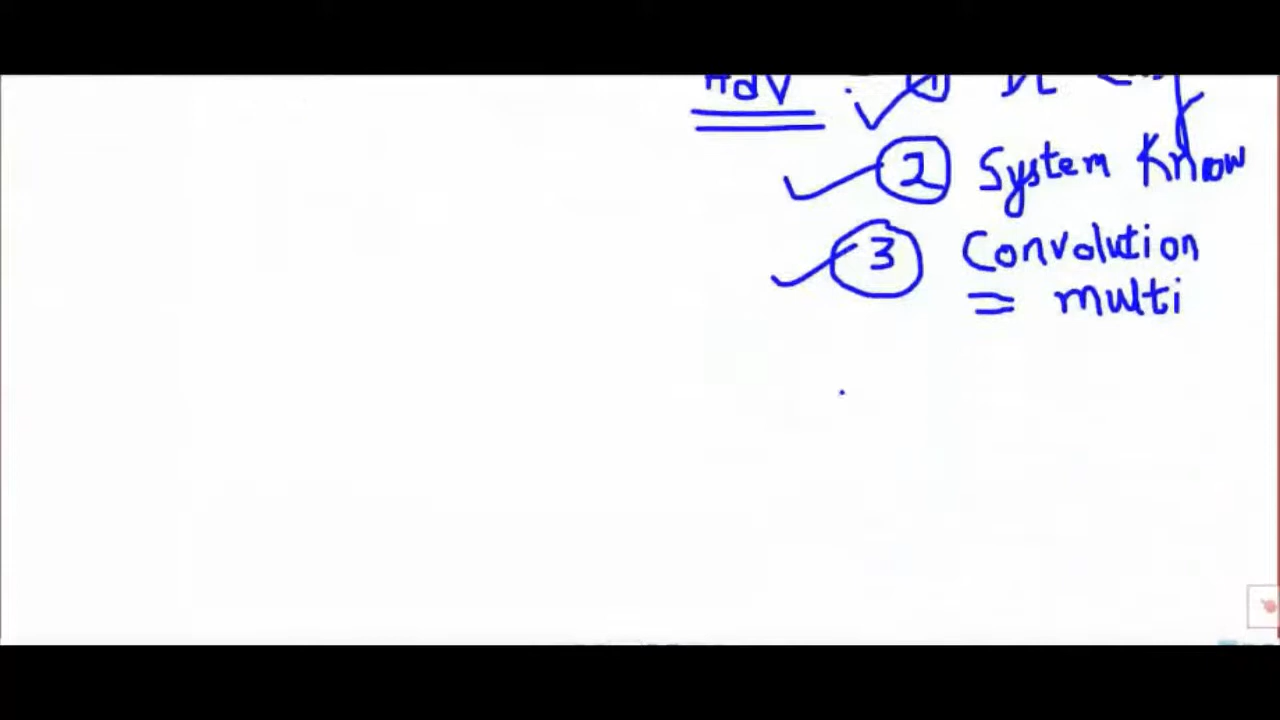 Adv :
2 System Know
3 Convolution
= multi